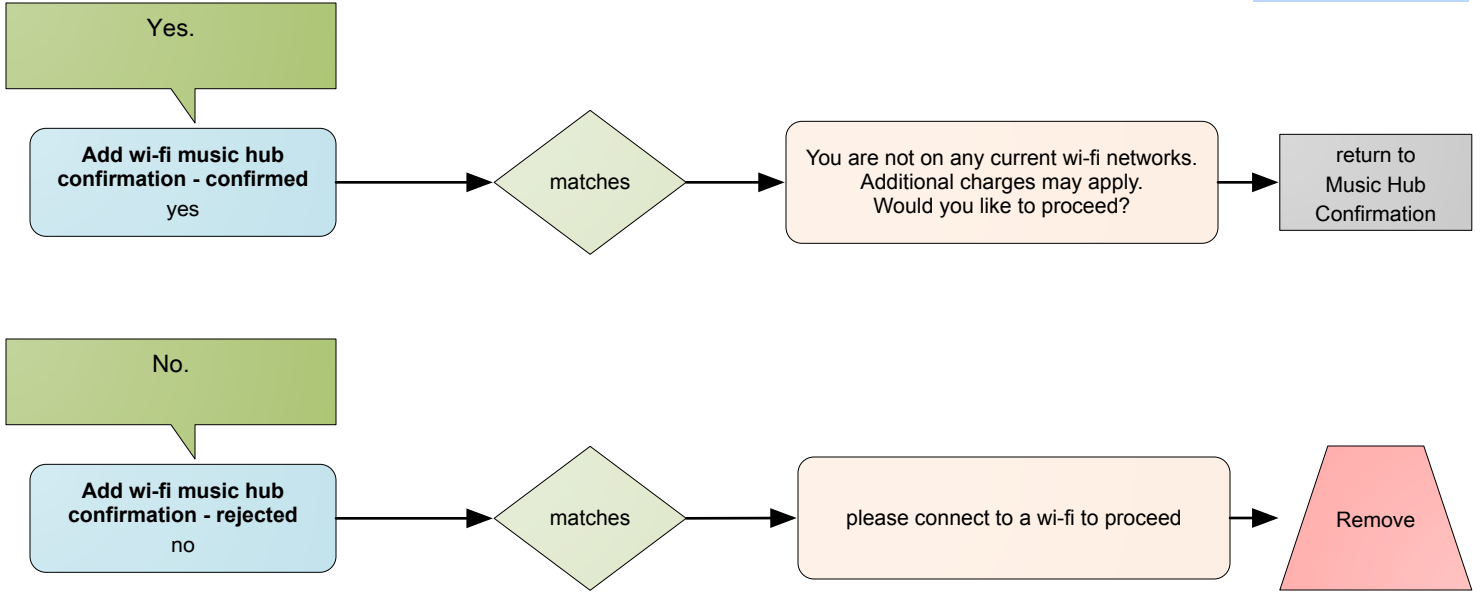 Yes.
Add wi-fi music hub
confirmation - confirmed
yes
matches
You are not on any current wi-fi networks.
Additional charges may apply.
Would you like to proceed?
return to
Music Hub
Confirmation
No.
Add wi-fi music hub
confirmation - rejected
no
matches
please connect to a wi-fi to proceed
Remove